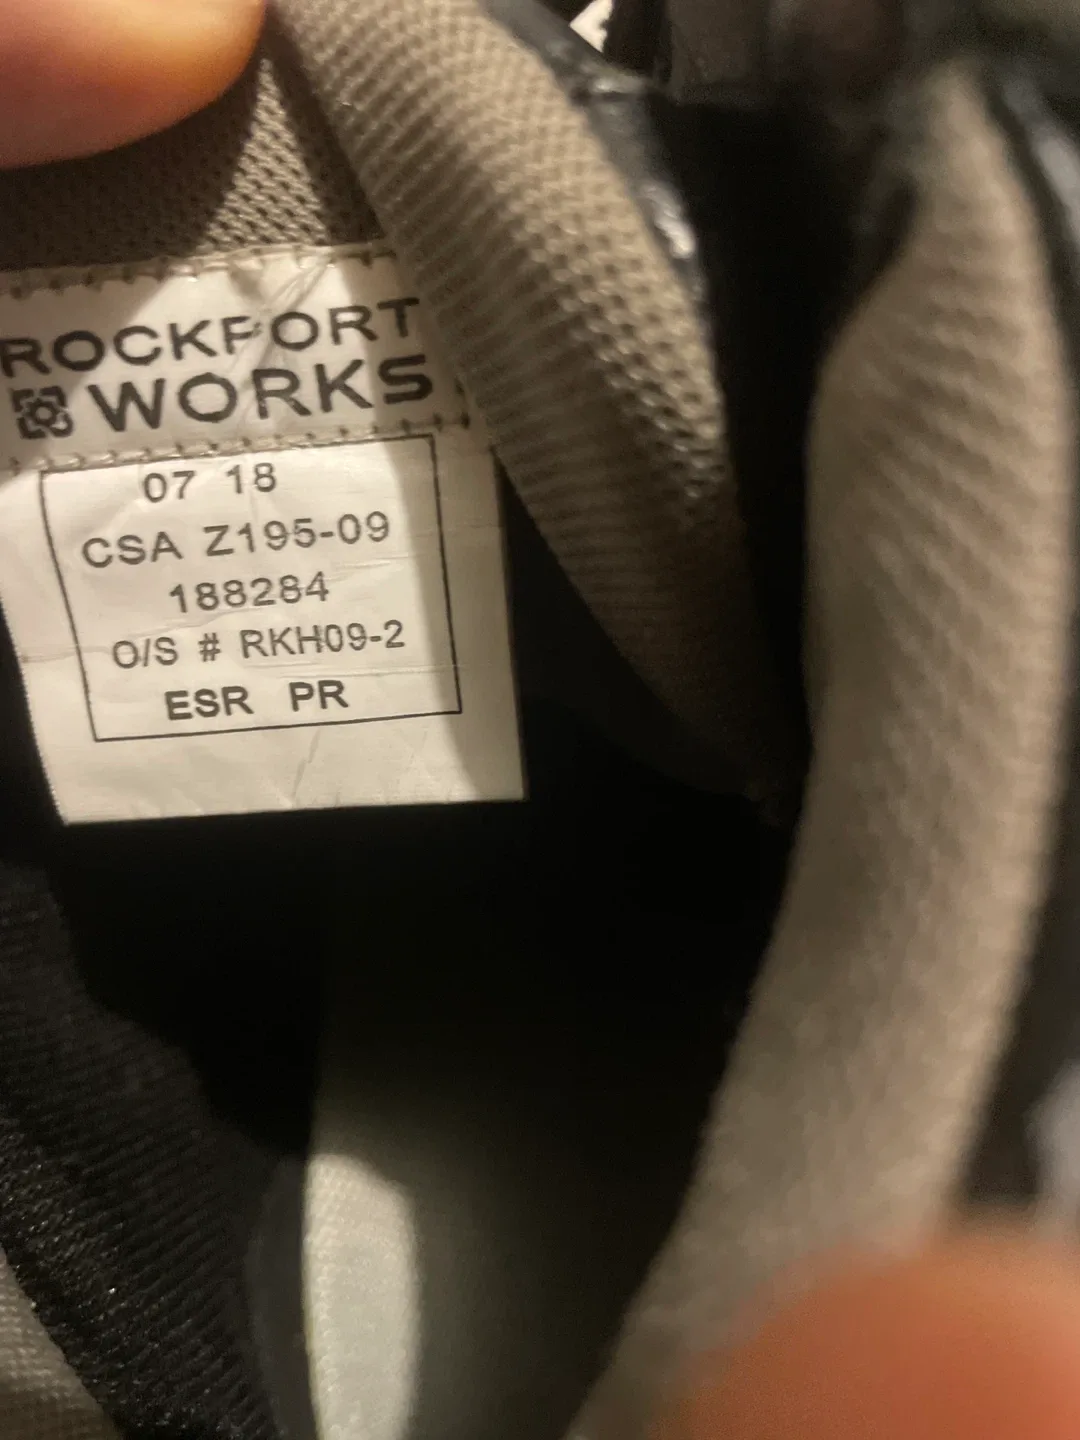 ROCKPORT
WORKS
07 18
CSA Z195-09
188284
O/S # RKH09-2
ESR PR